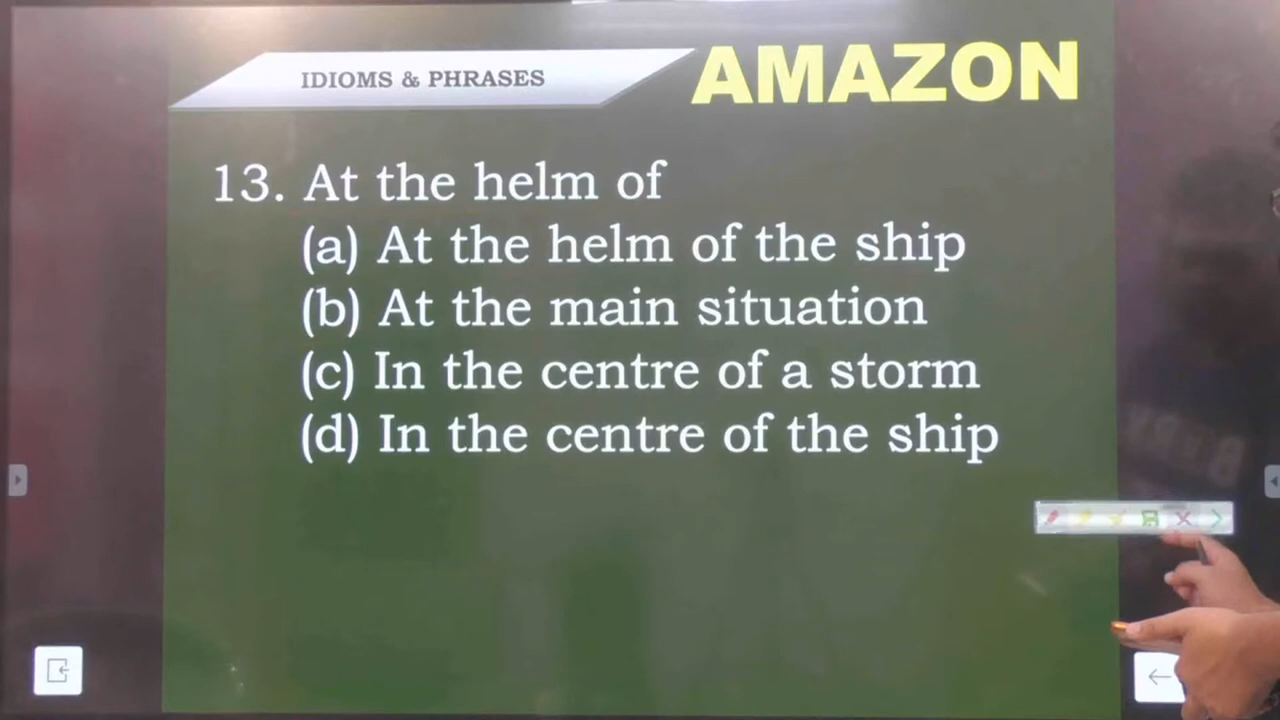 IDIOMS & PHRASES
AMAZON
13. At the helm of
(a) At the helm of the ship
(b) At the main situation
(c) In the centre of a storm
(d) In the centre of the ship